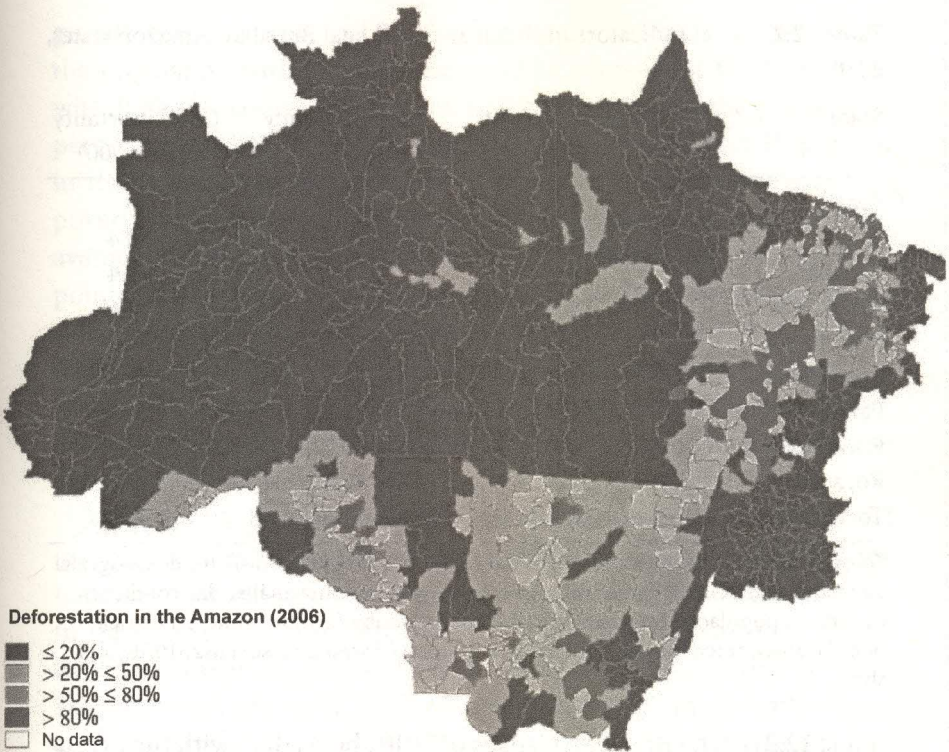 Deforestation in the Amazon (2006)
≤ 20%
> 20% ≤ 50%
> 50% ≤ 80%
> 80%
No data